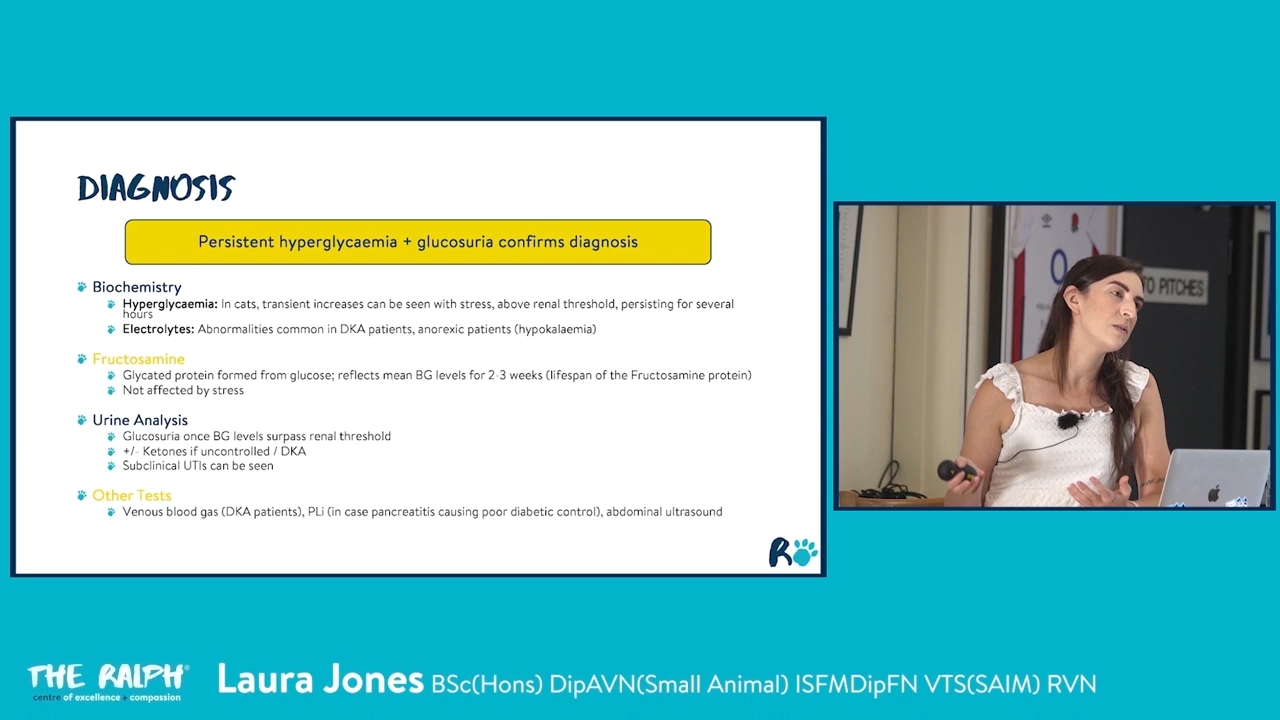 DIAGNOSIS
Persistent hyperglycaemia + glucosuria confirms diagnosis
Biochemistry
Hyperglycaemia: In cats, transient increases can be seen with stress, above renal threshold, persisting for several
hours
Electrolytes: Abnormalities common in DKA patients, anorexic patients (hypokalaemia)
Fructosamine
Glycated protein formed from glucose; reflects mean BG levels for 2-3 weeks (lifespan of the Fructosamine protein)
Not affected by stress
Urine Analysis
Glucosuria once BG levels surpass renal threshold
+/- Ketones if uncontrolled / DKA
Subclinical UTIs can be seen
Other Tests
Venous blood gas (DKA patients), PLi (in case pancreatitis causing poor diabetic control), abdominal ultrasound
R
9
TO PITCHES
THE RALPH®
centre of excellence + compassion
Laura Jones BSc(Hons) DipAVN(Small Animal) ISFMDipFN VTS(SAIM) RVN